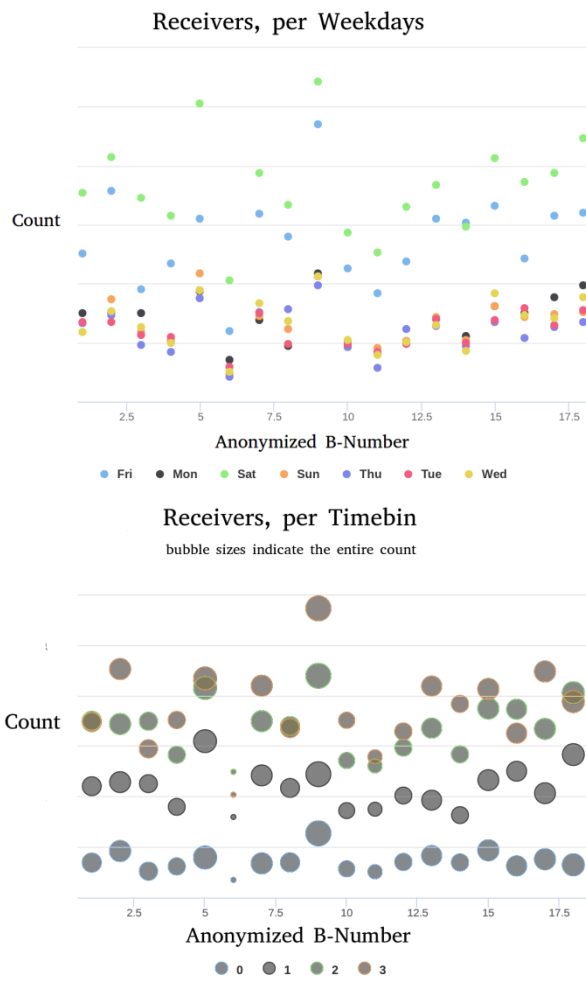 Receivers, per Weekdays
Count
2.5 5 7.5 10 12.5 15 17.5
Anonymized B-Number
Fri Mon Sat Sun Thu Tue Wed
Receivers, per Timebin
bubble sizes indicate the entire count
Count
2.5 5 7.5 10 12.5 15 17.5
Anonymized B-Number
0 1 2 3